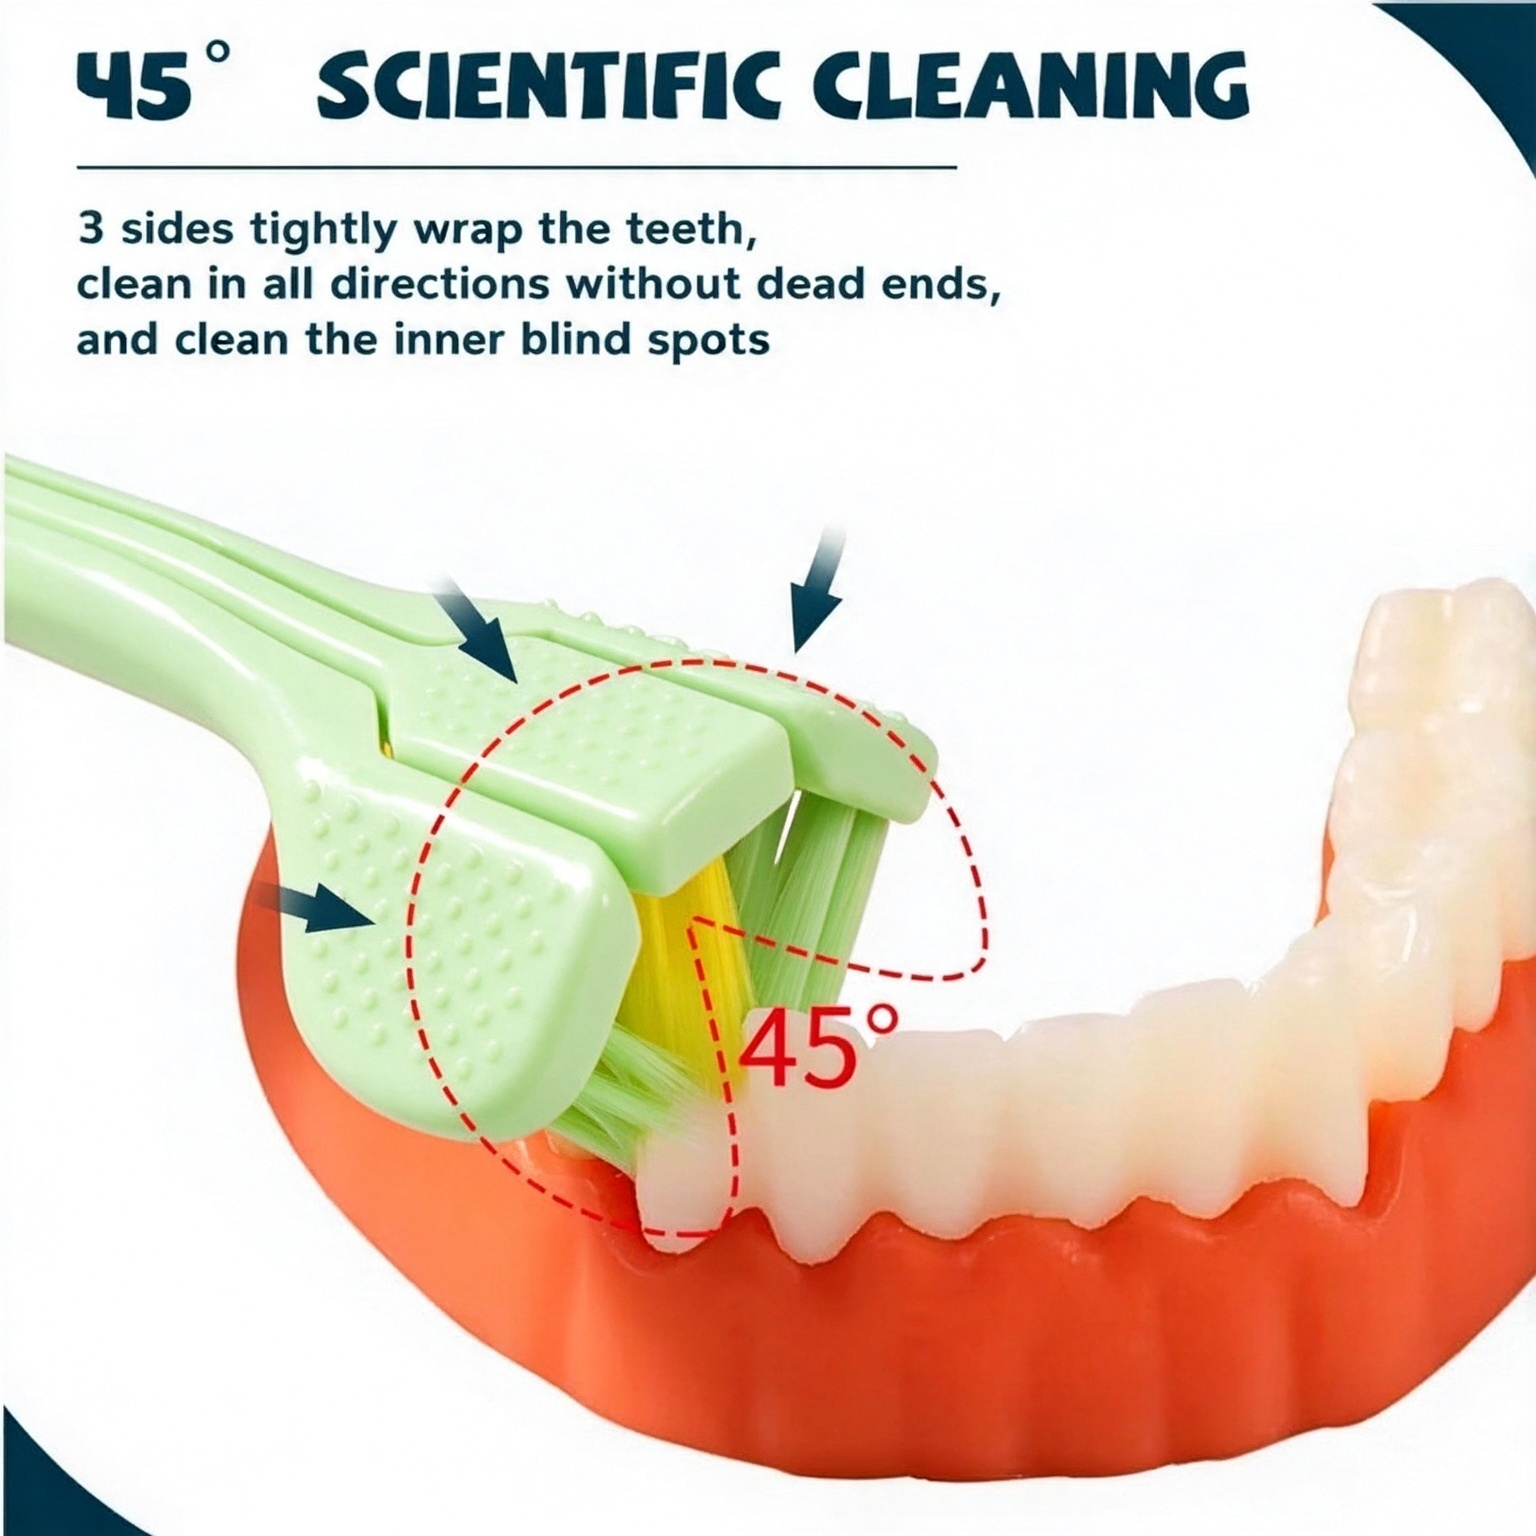 45° SCIENTIFIC CLEANING
3 sides tightly wrap the teeth,
clean in all directions without dead ends,
and clean the inner blind spots
45°